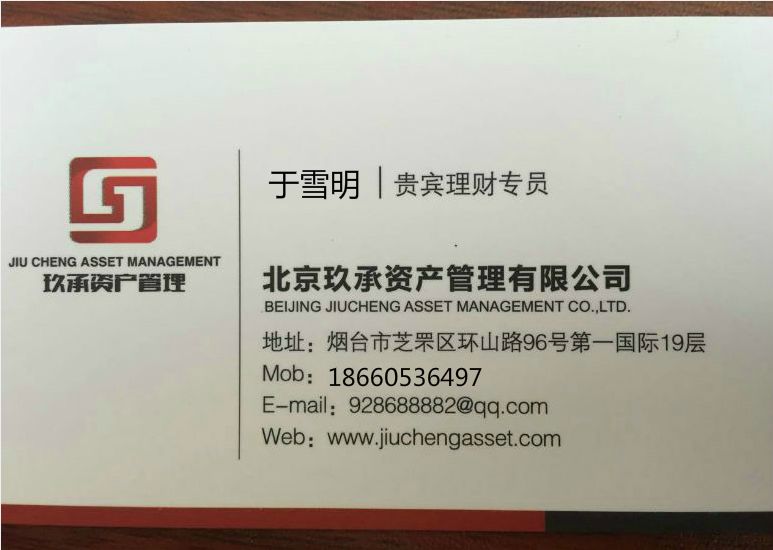 JIU CHENG ASSET MANAGEMENT
玖承资产管理
于雪明 | 贵宾理财专员
北京玖承资产管理有限公司
BEIJING JIUCHENG ASSET MANAGEMENT CO.,LTD.
地址：烟台市芝罘区环山路96号第一国际19层
Mob：18660536497
E-mail：928688882@qq.com
Web：www.jiuchengasset.com